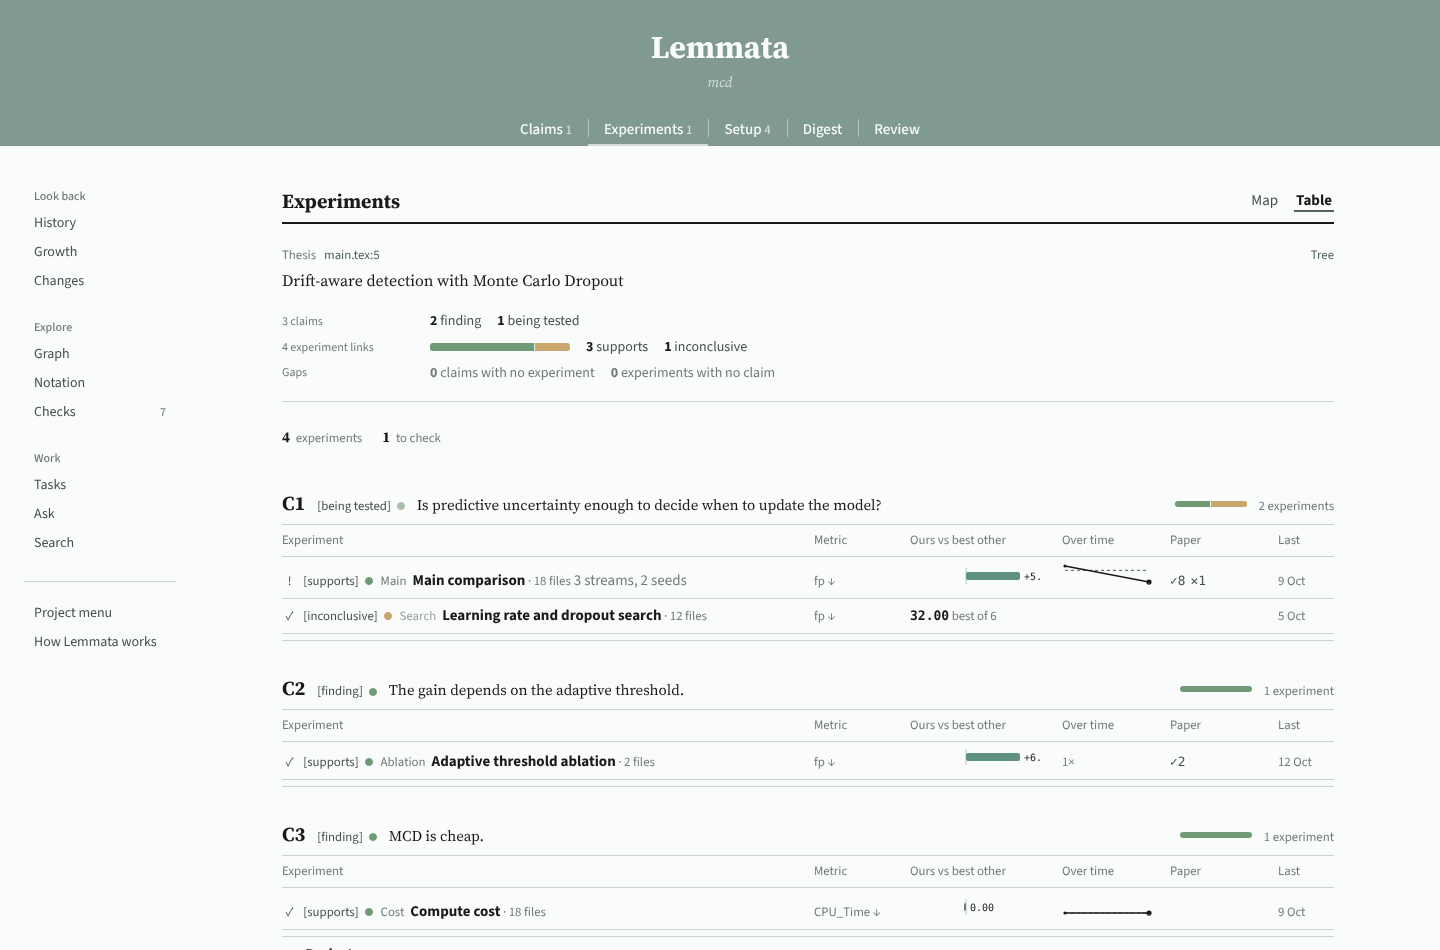 Lemmata
mcd
Claims 1
Experiments 1
Setup 4
Digest
Review
Look back
History
Growth
Changes
Explore
Graph
Notation
Checks 7
Work
Tasks
Ask
Search
Project menu
How Lemmata works
Experiments
Map Table
Thesis main.tex:5 Tree
Drift-aware detection with Monte Carlo Dropout
3 claims 2 finding 1 being tested
4 experiment links 3 supports 1 inconclusive
Gaps 0 claims with no experiment 0 experiments with no claim
4 experiments 1 to check
C1 [being tested] Is predictive uncertainty enough to decide when to update the model? 2 experiments
Experiment Metric Ours vs best other Over time Paper Last
! [supports] Main Main comparison · 18 files 3 streams, 2 seeds fp ↓ +5. ✓8 ×1 9 Oct
✓ [inconclusive] Search Learning rate and dropout search · 12 files fp ↓ 32.00 best of 6 5 Oct
C2 [finding] The gain depends on the adaptive threshold. 1 experiment
Experiment Metric Ours vs best other Over time Paper Last
✓ [supports] Ablation Adaptive threshold ablation · 2 files fp ↓ +6. 1× ✓2 12 Oct
C3 [finding] MCD is cheap. 1 experiment
Experiment Metric Ours vs best other Over time Paper Last
✓ [supports] Cost Compute cost · 18 files CPU_Time ↓ 0.00 9 Oct